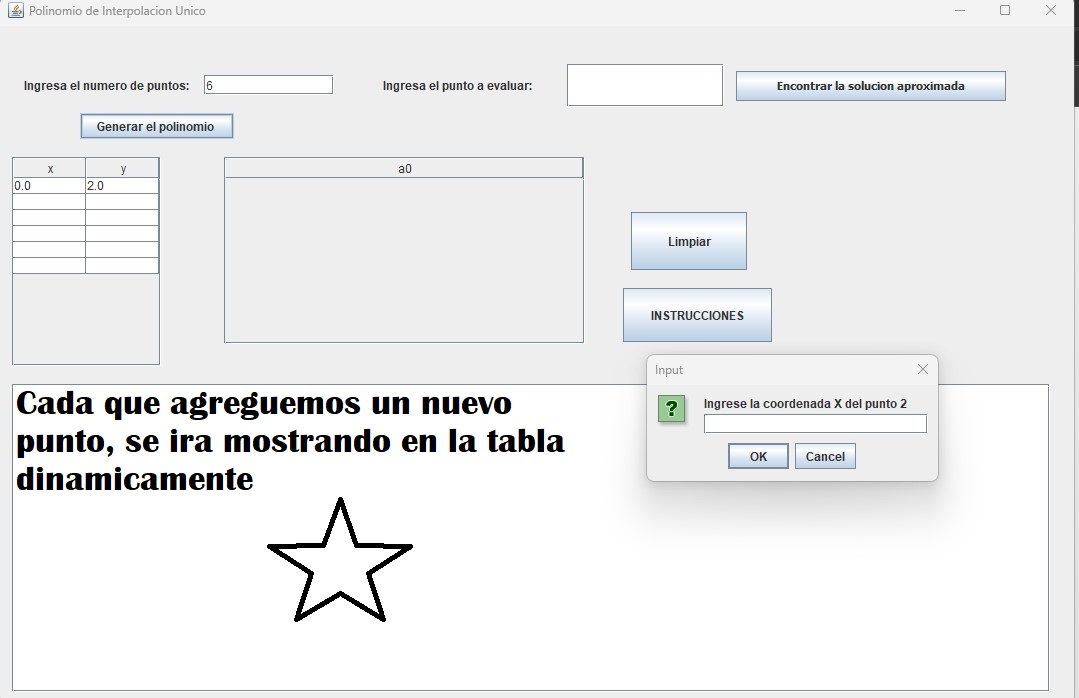 Polinomio de Interpolacion Unico
Ingresa el numero de puntos: 6
Ingresa el punto a evaluar:
Encontrar la solucion aproximada
Generar el polinomio
x y
0.0 2.0
a0
Limpiar
INSTRUCCIONES
Input
Ingrese la coordenada X del punto 2
?
OK Cancel
Cada que agreguemos un nuevo
punto, se ira mostrando en la tabla
dinamicamente